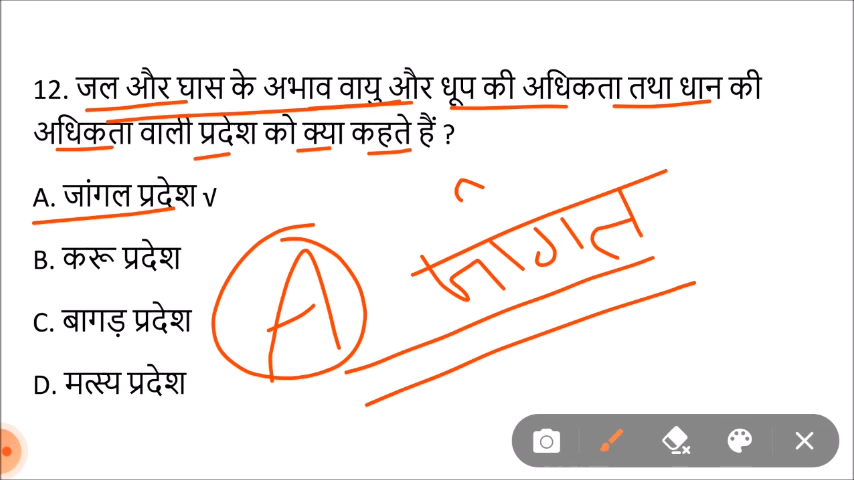 12. जल और घास के अभाव वायु और धूप की अधिकता तथा धान की
अधिकता वाली प्रदेश को क्या कहते हैं ?
A. जांगल प्रदेश √
B. करू प्रदेश
C. बागड़ प्रदेश
D. मत्स्य प्रदेश
A